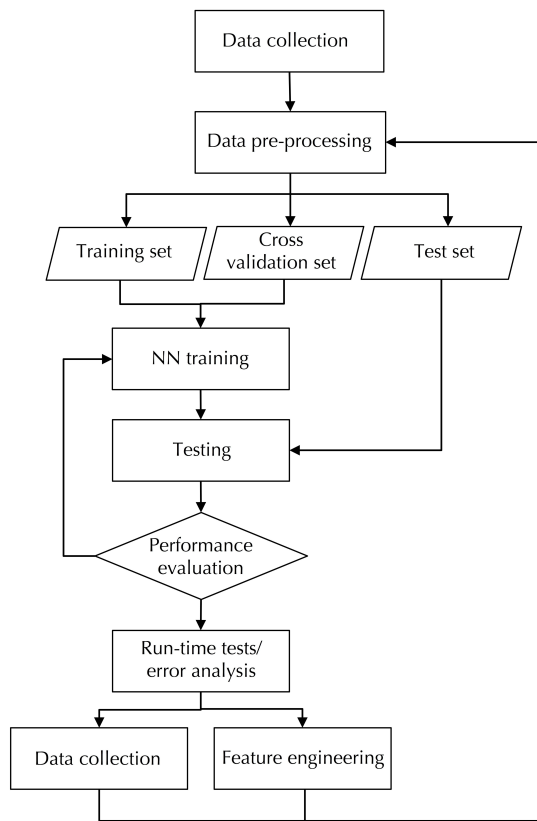 Data collection
Data pre-processing
Training set
Cross
validation set
Test set
NN training
Testing
Performance
evaluation
Run-time tests/
error analysis
Data collection
Feature engineering